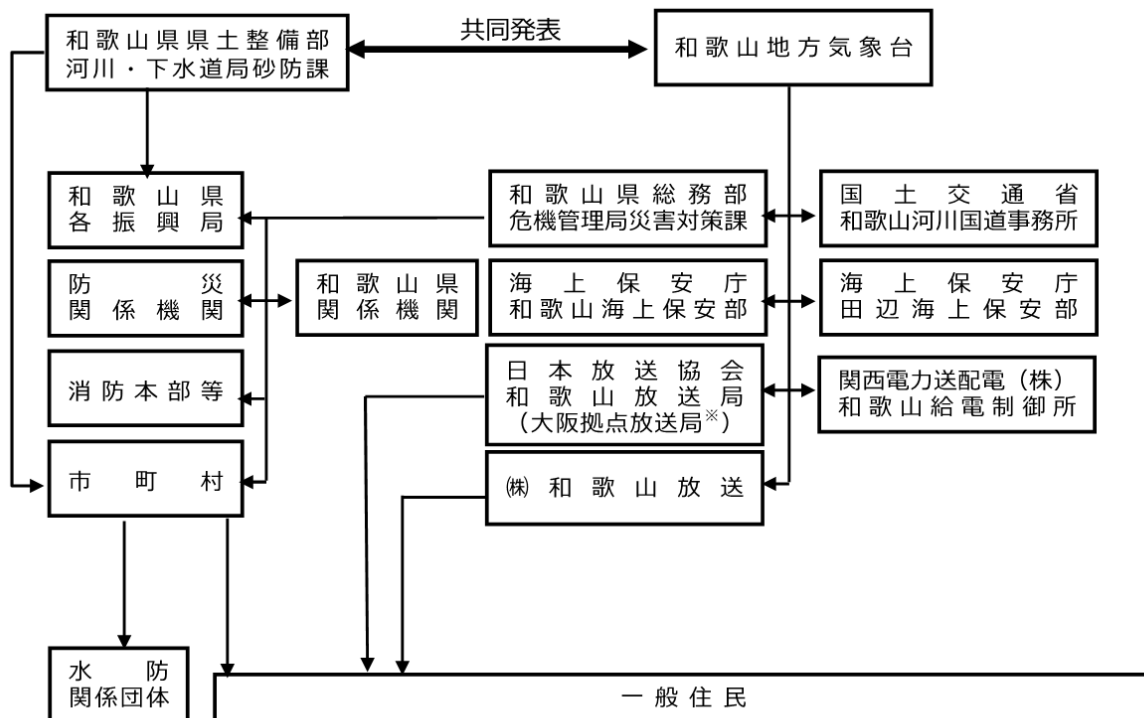 共同発表
和歌山県県土整備部
河川・下水道局砂防課
和歌山地方気象台
和歌山県
各振興局
和歌山県総務部
危機管理局災害対策課
国土交通省
和歌山河川国道事務所
防災
関係機関
和歌山県
関係機関
海上保安庁
和歌山海上保安部
海上保安庁
田辺海上保安部
消防本部等
日本放送協会
和歌山放送局
(大阪拠点放送局※)
関西電力送配電(株)
和歌山給電制御所
市町村
㈱和歌山放送
水防
関係団体
一般住民